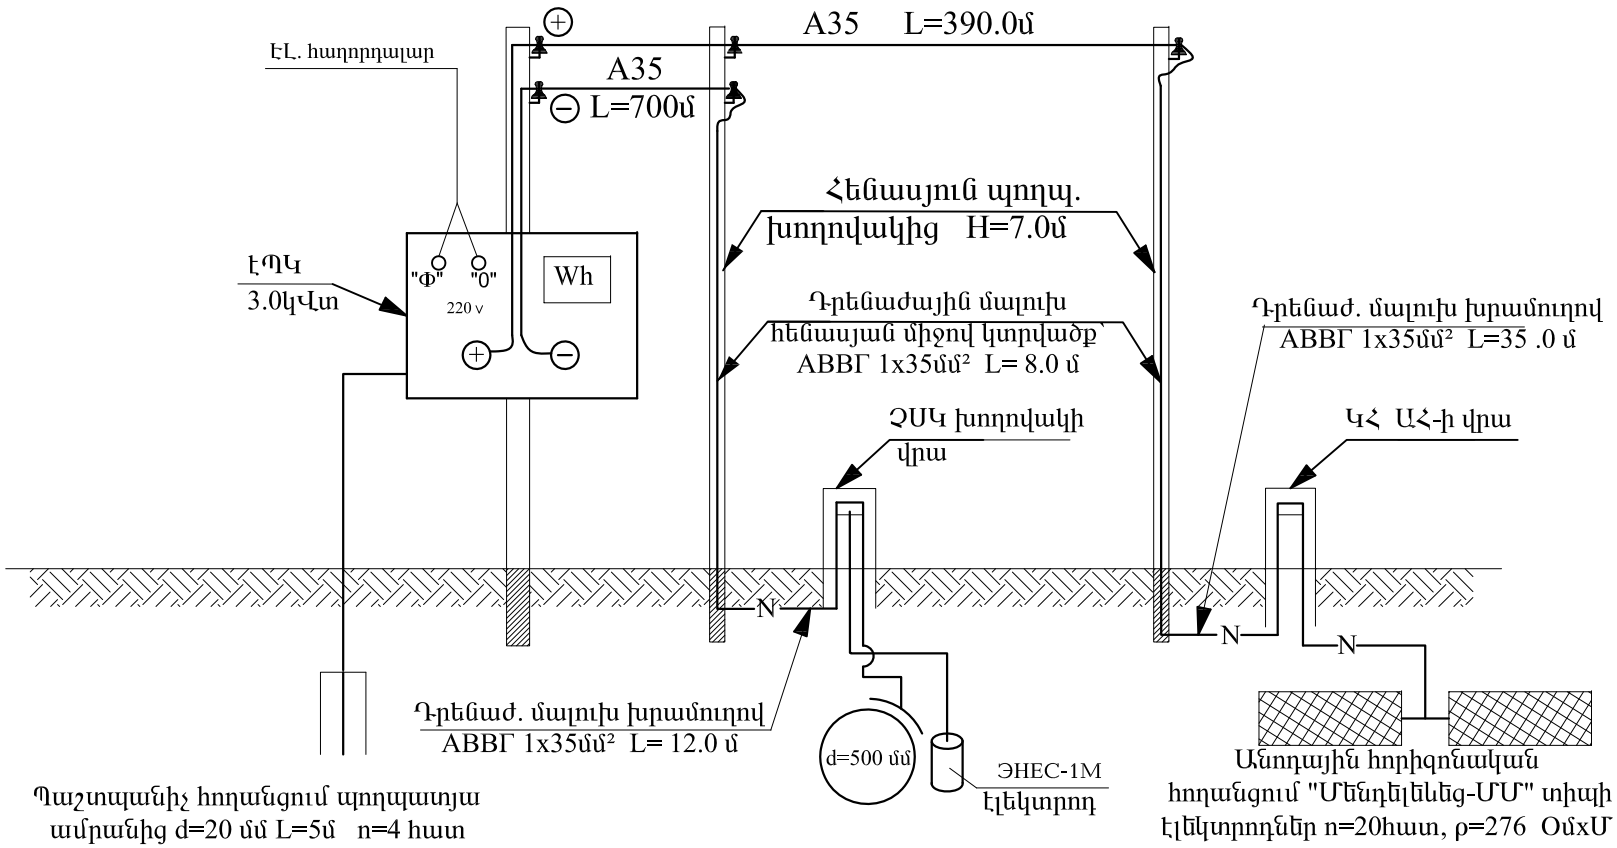 +
A35 L=390.0մ
ԷԼ. հաղորդալար
A35
− L=700մ
Հենասյուն պողպ.
խողովակից H=7.0մ
ԷՊԿ
3.0կՎտ
"Ф" "0"
Wh
220 v
+ −
Դրենաժային մալուխ
հենասյան միջով կտրվածք՝
АВВГ 1x35մմ² L= 8.0 մ
Դրենաժ. մալուխ խրամուղով
АВВГ 1x35մմ² L=35 .0 մ
ՉՍԿ խողովակի
վրա
ԿՀ ԱՀ-ի վրա
N
N
N
Դրենաժ. մալուխ խրամուղով
АВВГ 1x35մմ² L= 12.0 մ
d=500 մմ
ЭНЕС-1М
էլեկտրոդ
Պաշտպանիչ հողանցում պողպատյա
ամրանից d=20 մմ L=5մ n=4 հատ
Անոդային հորիզոնական
հողանցում "Մենդելեևեց-ՄՄ" տիպի
էլեկտրոդներ n=20հատ, ρ=276 ՕմxՄ